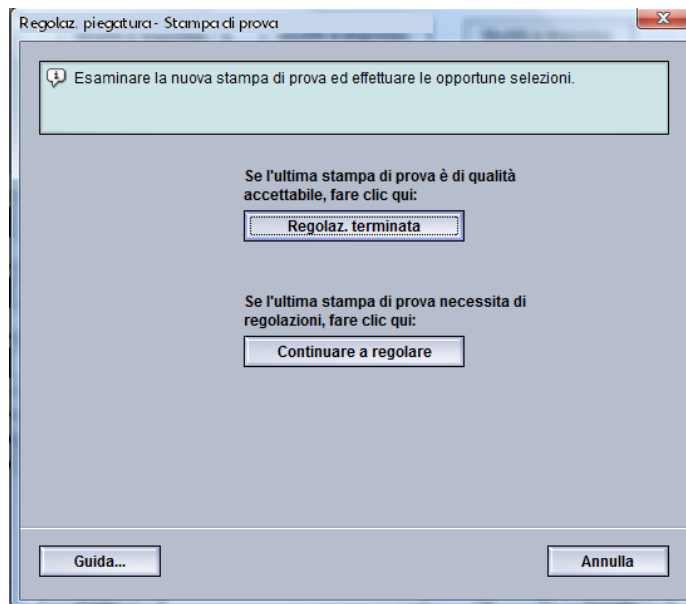 Regolaz. piegatura - Stampa di prova
Esaminare la nuova stampa di prova ed effettuare le opportune selezioni.
Se l'ultima stampa di prova è di qualità
accettabile, fare clic qui:
Regolaz. terminata
Se l'ultima stampa di prova necessita di
regolazioni, fare clic qui:
Continuare a regolare
Guida...
Annulla